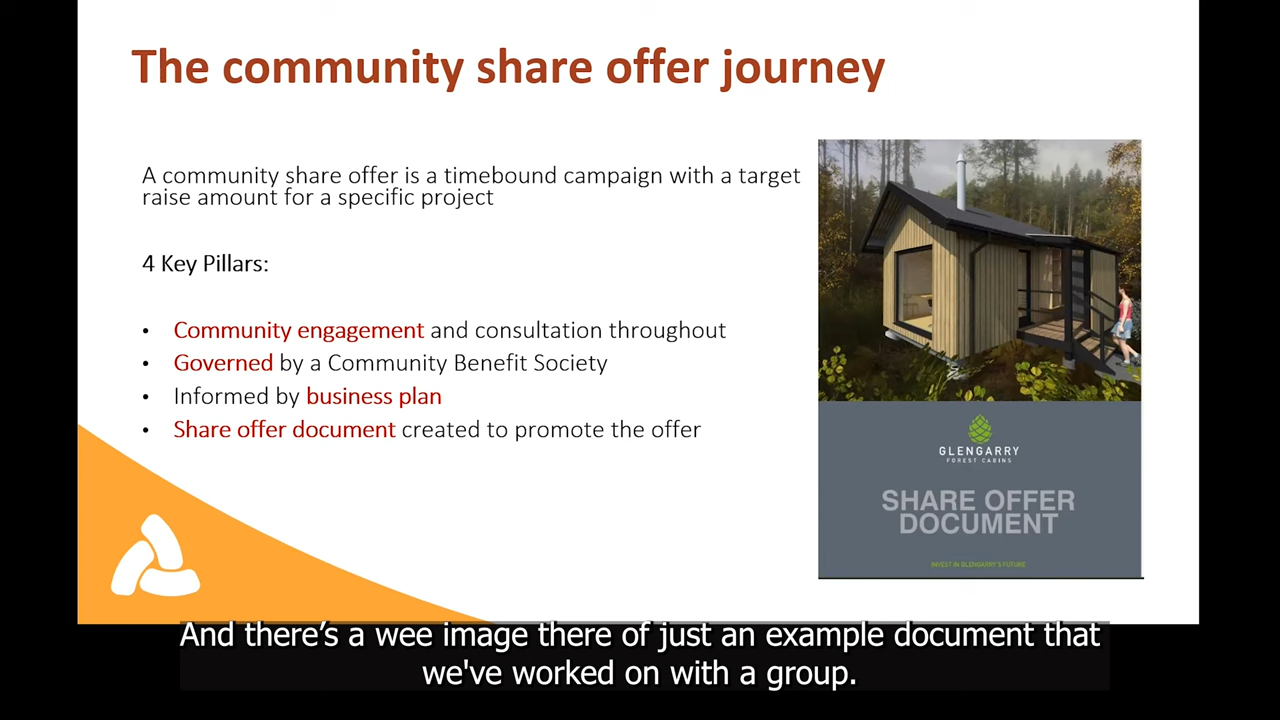 The community share offer journey
A community share offer is a timebound campaign with a target
raise amount for a specific project
4 Key Pillars:
• Community engagement and consultation throughout
• Governed by a Community Benefit Society
• Informed by business plan
• Share offer document created to promote the offer
GLENGARRY
FOREST CABINS
SHARE OFFER
DOCUMENT
INVEST IN GLENGARRY'S FUTURE
And there’s a wee image there of just an example document that
we've worked on with a group.